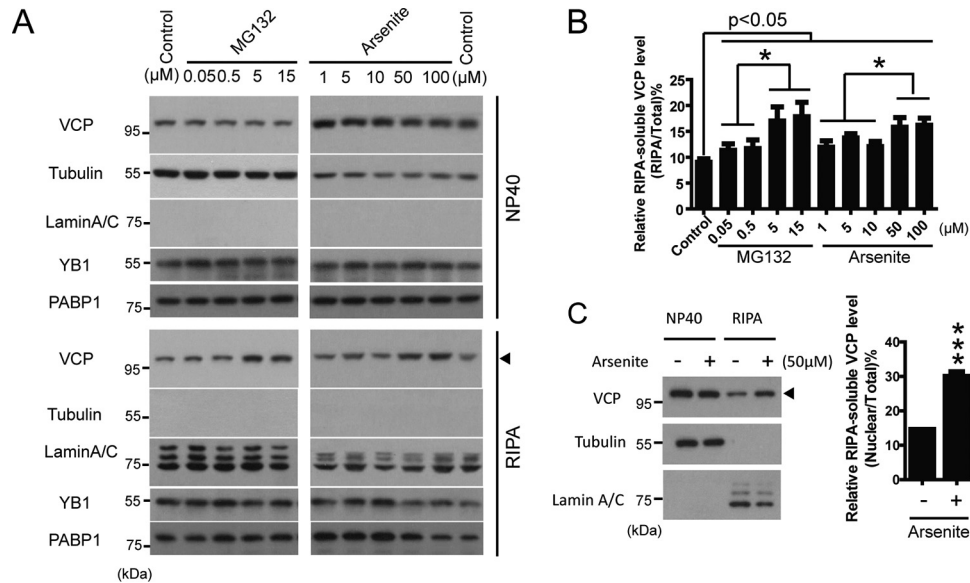 A
Control
MG132
Arsenite
Control
(μM) 0.05 0.5 5 15 1 5 10 50 100 (μM)
VCP 95
Tubulin 55
LaminA/C 75
YB1 55
PABP1 75
NP40
VCP 95
Tubulin 55
LaminA/C 75
YB1 55
PABP1 75
RIPA
(kDa)
B
p<0.05
* *
Relative RIPA-soluble VCP level
(RIPA/Total)%
25
20
15
10
5
0
Control 0.05 0.5 5 15 1 5 10 50 100 (μM)
MG132 Arsenite
C
NP40 RIPA
Arsenite - + - + (50μM)
VCP 95
Tubulin 55
Lamin A/C 75
(kDa)
Relative RIPA-soluble VCP level
(Nuclear/Total)%
40
30
20
10
0
***
- +
Arsenite